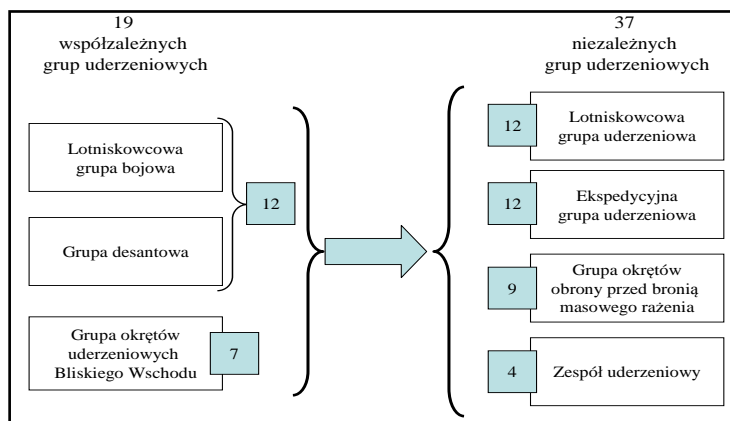 19
współzależnych
grup uderzeniowych
Lotniskowcowa
grupa bojowa
Grupa desantowa
12
Grupa okrętów
uderzeniowych
Bliskiego Wschodu
7
37
niezależnych
grup uderzeniowych
12
Lotniskowcowa
grupa uderzeniowa
12
Ekspedycyjna
grupa uderzeniowa
9
Grupa okrętów
obrony przed bronią
masowego rażenia
4
Zespół uderzeniowy